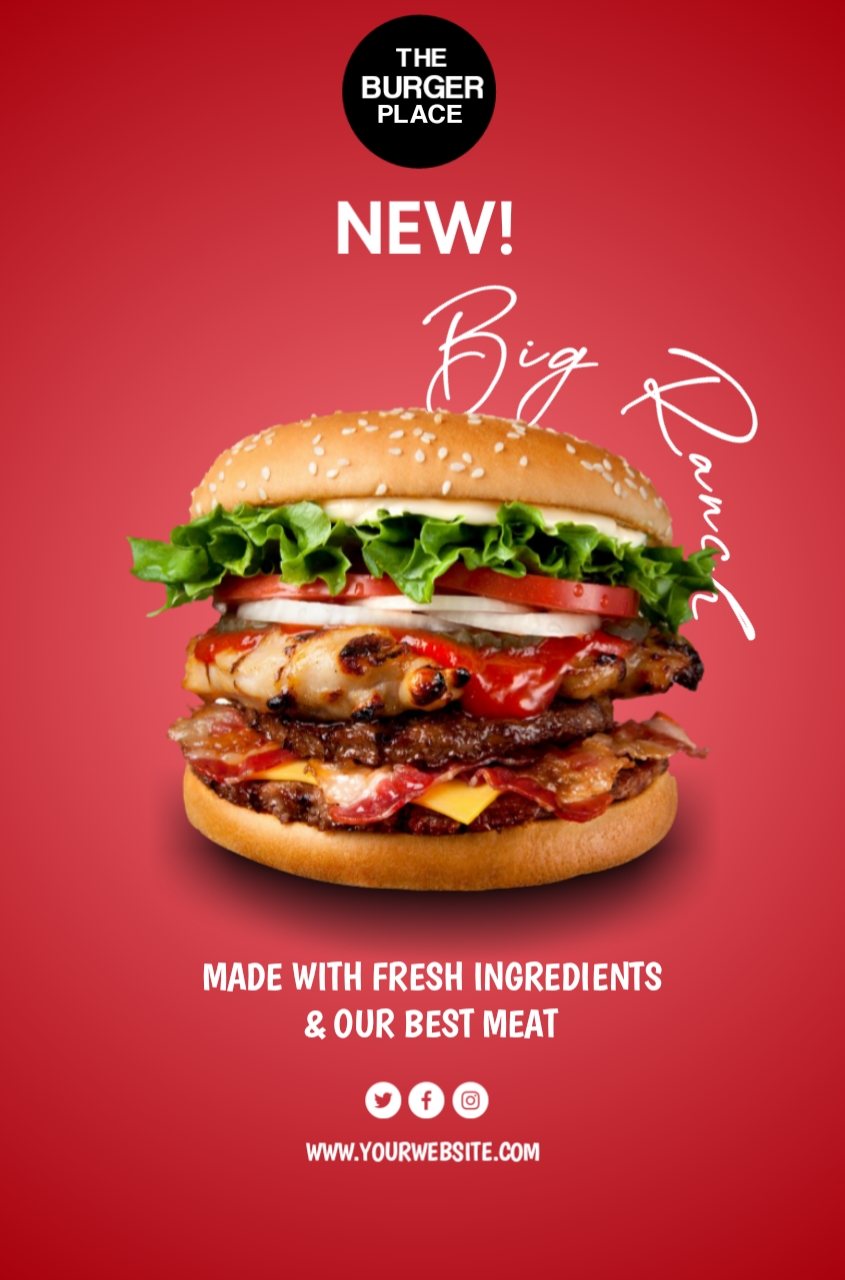 THE
BURGER
PLACE
NEW!
Big Ranch
MADE WITH FRESH INGREDIENTS
& OUR BEST MEAT
WWW.YOURWEBSITE.COM